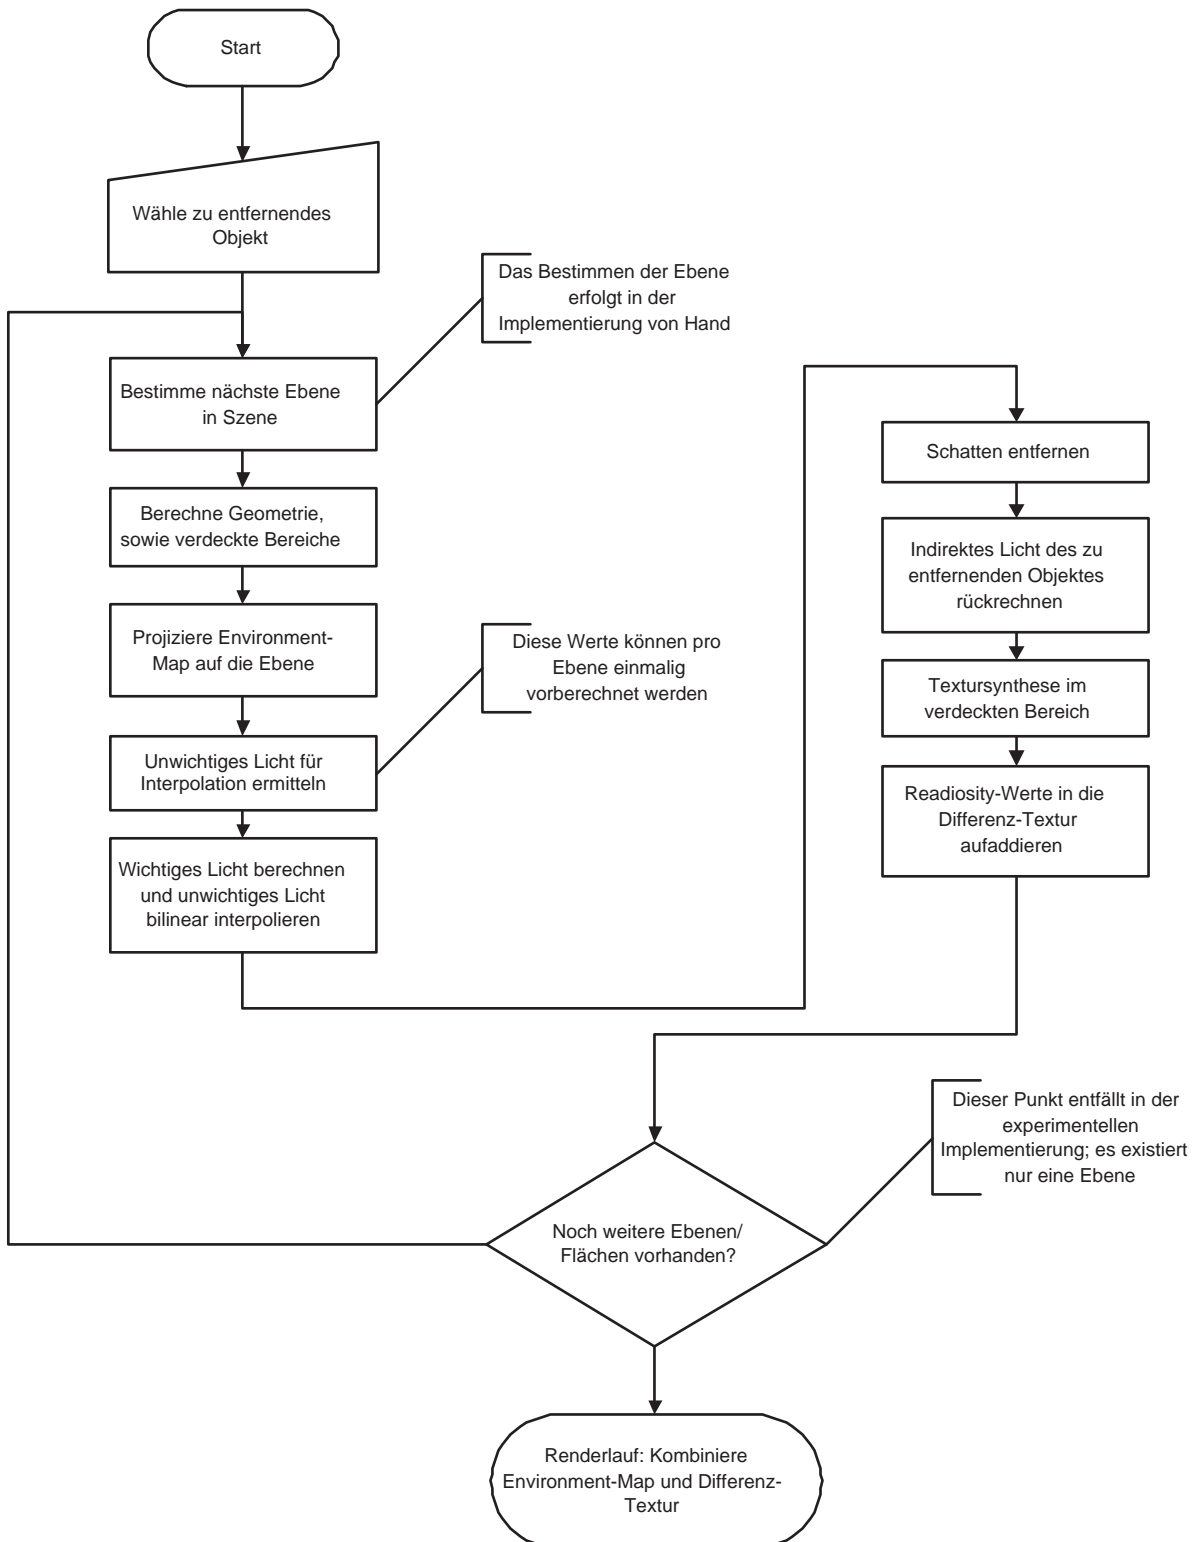 Start
Wähle zu entfernendes
Objekt
Das Bestimmen der Ebene
erfolgt in der
Implementierung von Hand
Bestimme nächste Ebene
in Szene
Berechne Geometrie,
sowie verdeckte Bereiche
Projiziere Environment-
Map auf die Ebene
Diese Werte können pro
Ebene einmalig
vorberechnet werden
Unwichtiges Licht für
Interpolation ermitteln
Wichtiges Licht berechnen
und unwichtiges Licht
bilinear interpolieren
Schatten entfernen
Indirektes Licht des zu
entfernenden Objektes
rückrechnen
Textursynthese im
verdeckten Bereich
Readiosity-Werte in die
Differenz-Textur
aufaddieren
Dieser Punkt entfällt in der
experimentellen
Implementierung; es existiert
nur eine Ebene
Noch weitere Ebenen/
Flächen vorhanden?
Renderlauf: Kombiniere
Environment-Map und Differenz-
Textur